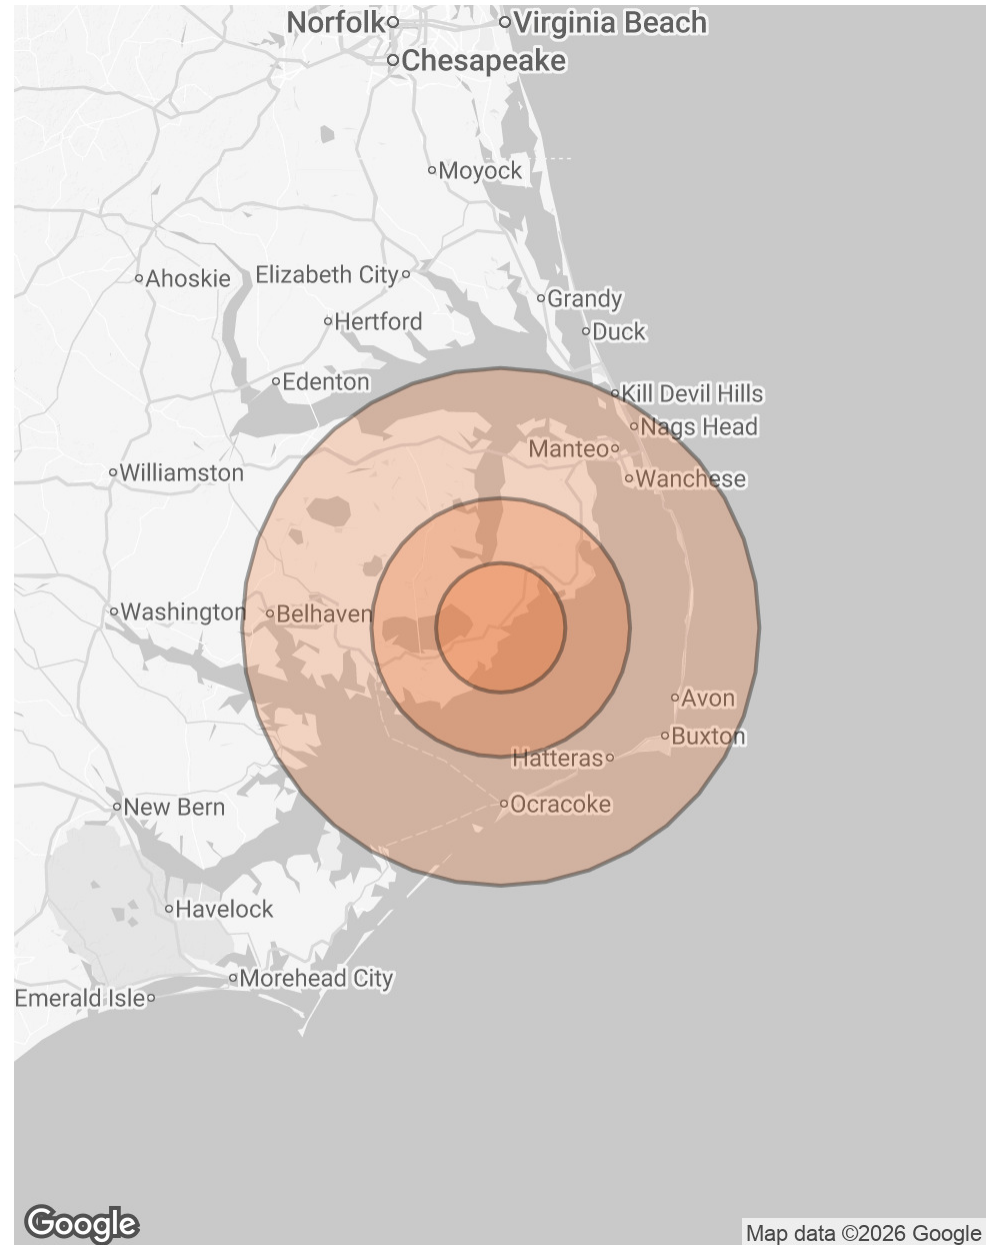 Norfolk
Virginia Beach
Chesapeake
Moyock
Ahoskie
Elizabeth City
Grandy
Hertford
Duck
Edenton
Kill Devil Hills
Nags Head
Manteo
Williamston
Wanchese
Washington
Belhaven
Avon
Buxton
Hatteras
Ocracoke
New Bern
Havelock
Morehead City
Emerald Isle
Google
Map data ©2026 Google